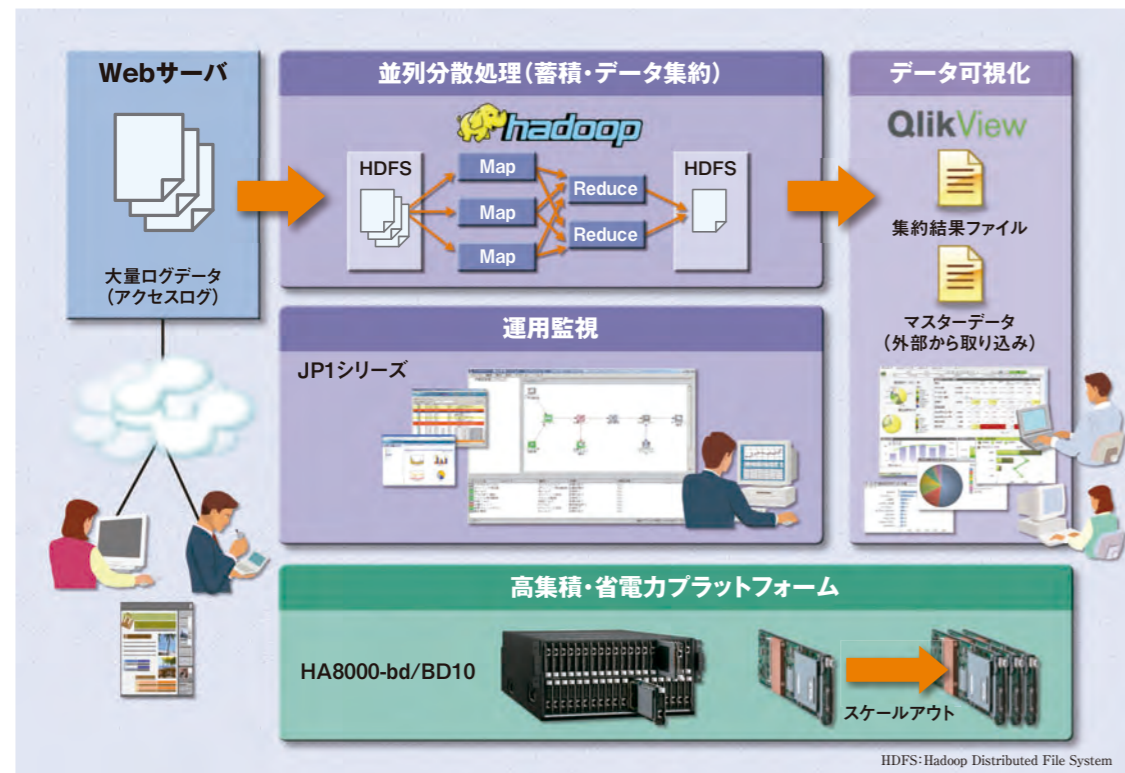 Webサーバ
大量ログデータ
(アクセスログ)
並列分散処理(蓄積・データ集約)
hadoop
HDFS
Map
Map
Map
Reduce
Reduce
HDFS
データ可視化
QlikView
集約結果ファイル
マスターデータ
(外部から取り込み)
運用監視
JP1シリーズ
高集積・省電力プラットフォーム
HA8000-bd/BD10
スケールアウト
HDFS:Hadoop Distributed File System